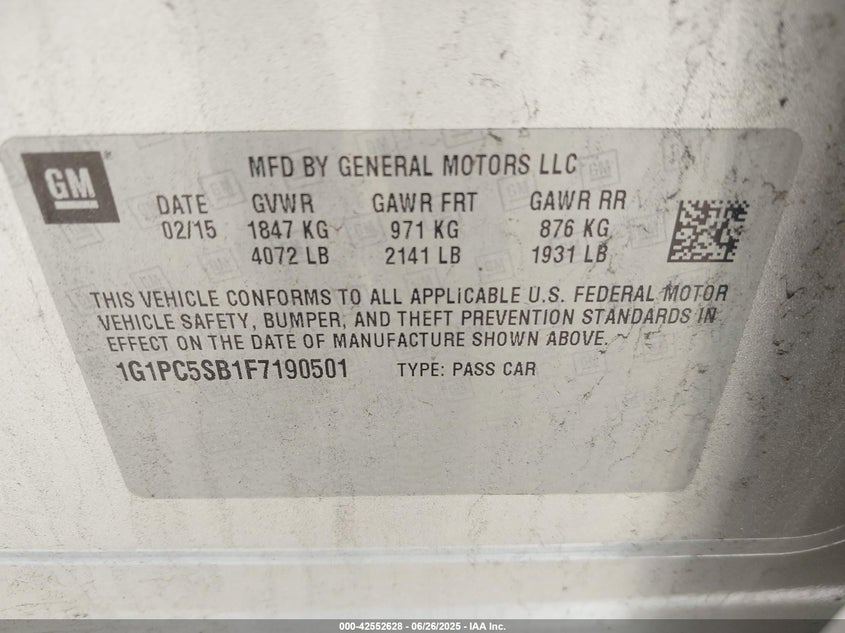 GM
MFD BY GENERAL MOTORS LLC
DATE GVWR GAWR FRT GAWR RR
02/15 1847 KG 971 KG 876 KG
4072 LB 2141 LB 1931 LB
THIS VEHICLE CONFORMS TO ALL APPLICABLE U.S. FEDERAL MOTOR
VEHICLE SAFETY, BUMPER, AND THEFT PREVENTION STANDARDS IN
EFFECT ON THE DATE OF MANUFACTURE SHOWN ABOVE.
1G1PC5SB1F7190501 TYPE: PASS CAR
000-42552628 - 06/26/2025 - IAA Inc.